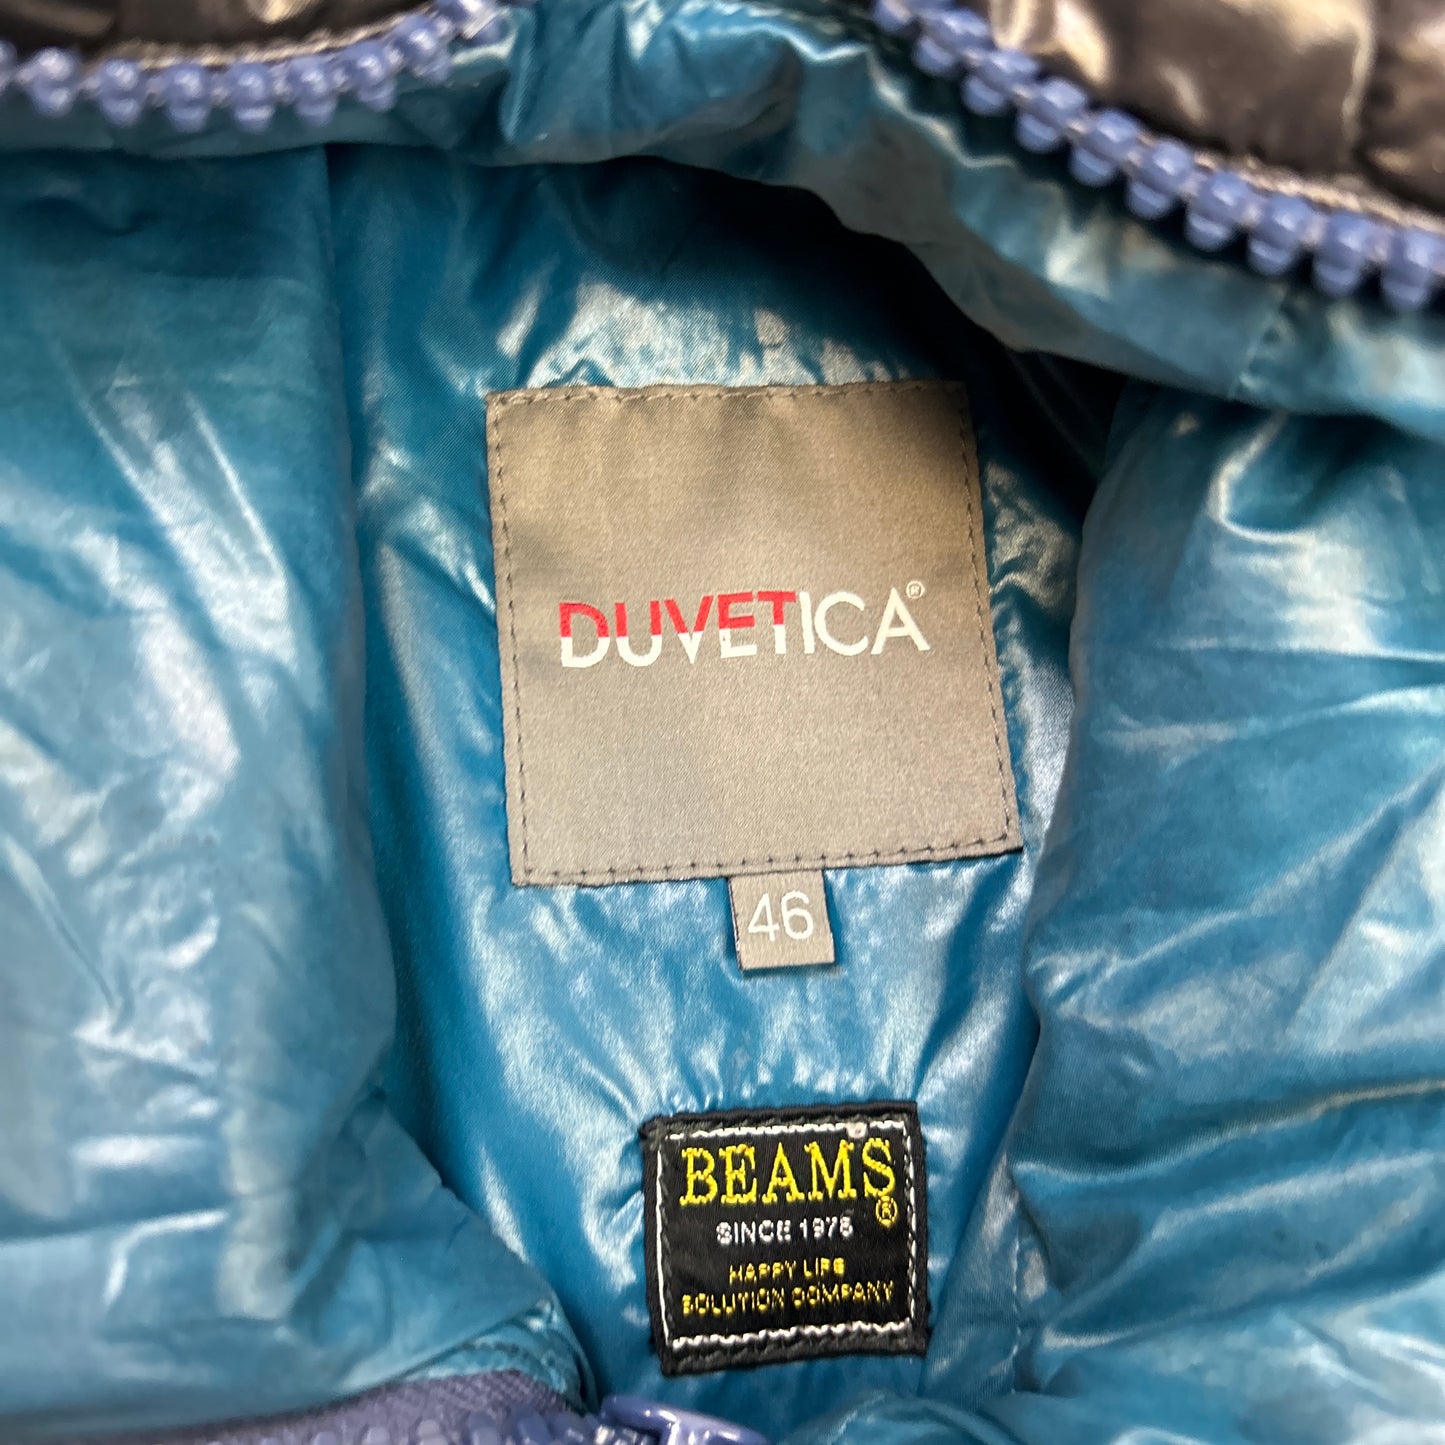 DUVETICA®
46
BEAMS®
SINCE 1976
HAPPY LIFE
SOLUTION COMPANY